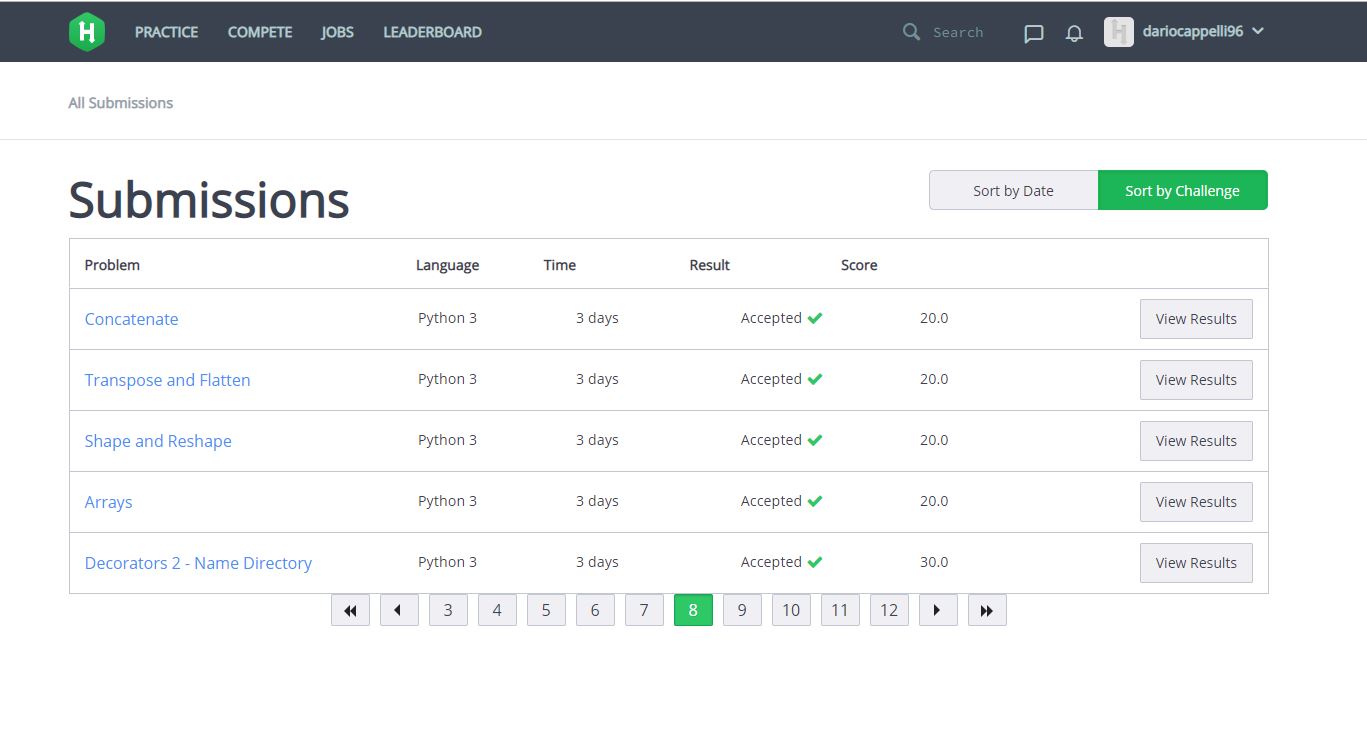 PRACTICE COMPETE JOBS LEADERBOARD Search dariocappelli96
All Submissions
Submissions
Sort by Date Sort by Challenge
Problem Language Time Result Score
Concatenate Python 3 3 days Accepted 20.0 View Results
Transpose and Flatten Python 3 3 days Accepted 20.0 View Results
Shape and Reshape Python 3 3 days Accepted 20.0 View Results
Arrays Python 3 3 days Accepted 20.0 View Results
Decorators 2 - Name Directory Python 3 3 days Accepted 30.0 View Results
3 4 5 6 7 8 9 10 11 12